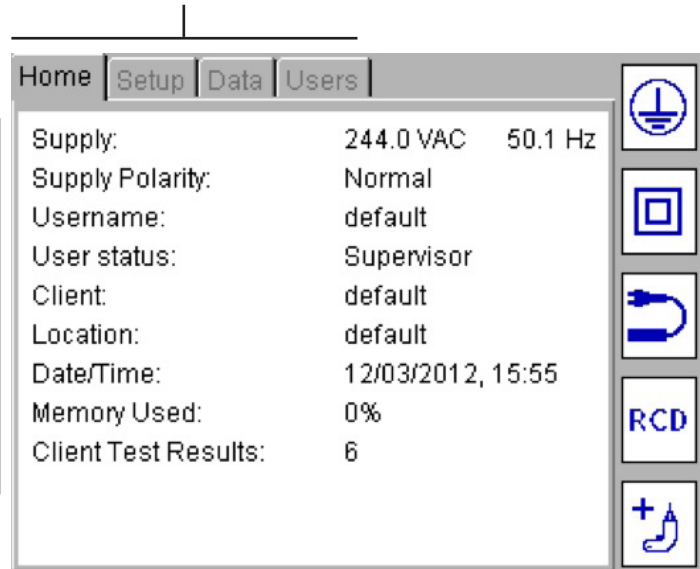 Home Setup Data Users
Supply: 244.0 VAC 50.1 Hz
Supply Polarity: Normal
Username: default
User status: Supervisor
Client: default
Location: default
Date/Time: 12/03/2012, 15:55
Memory Used: 0%
Client Test Results: 6
RCD